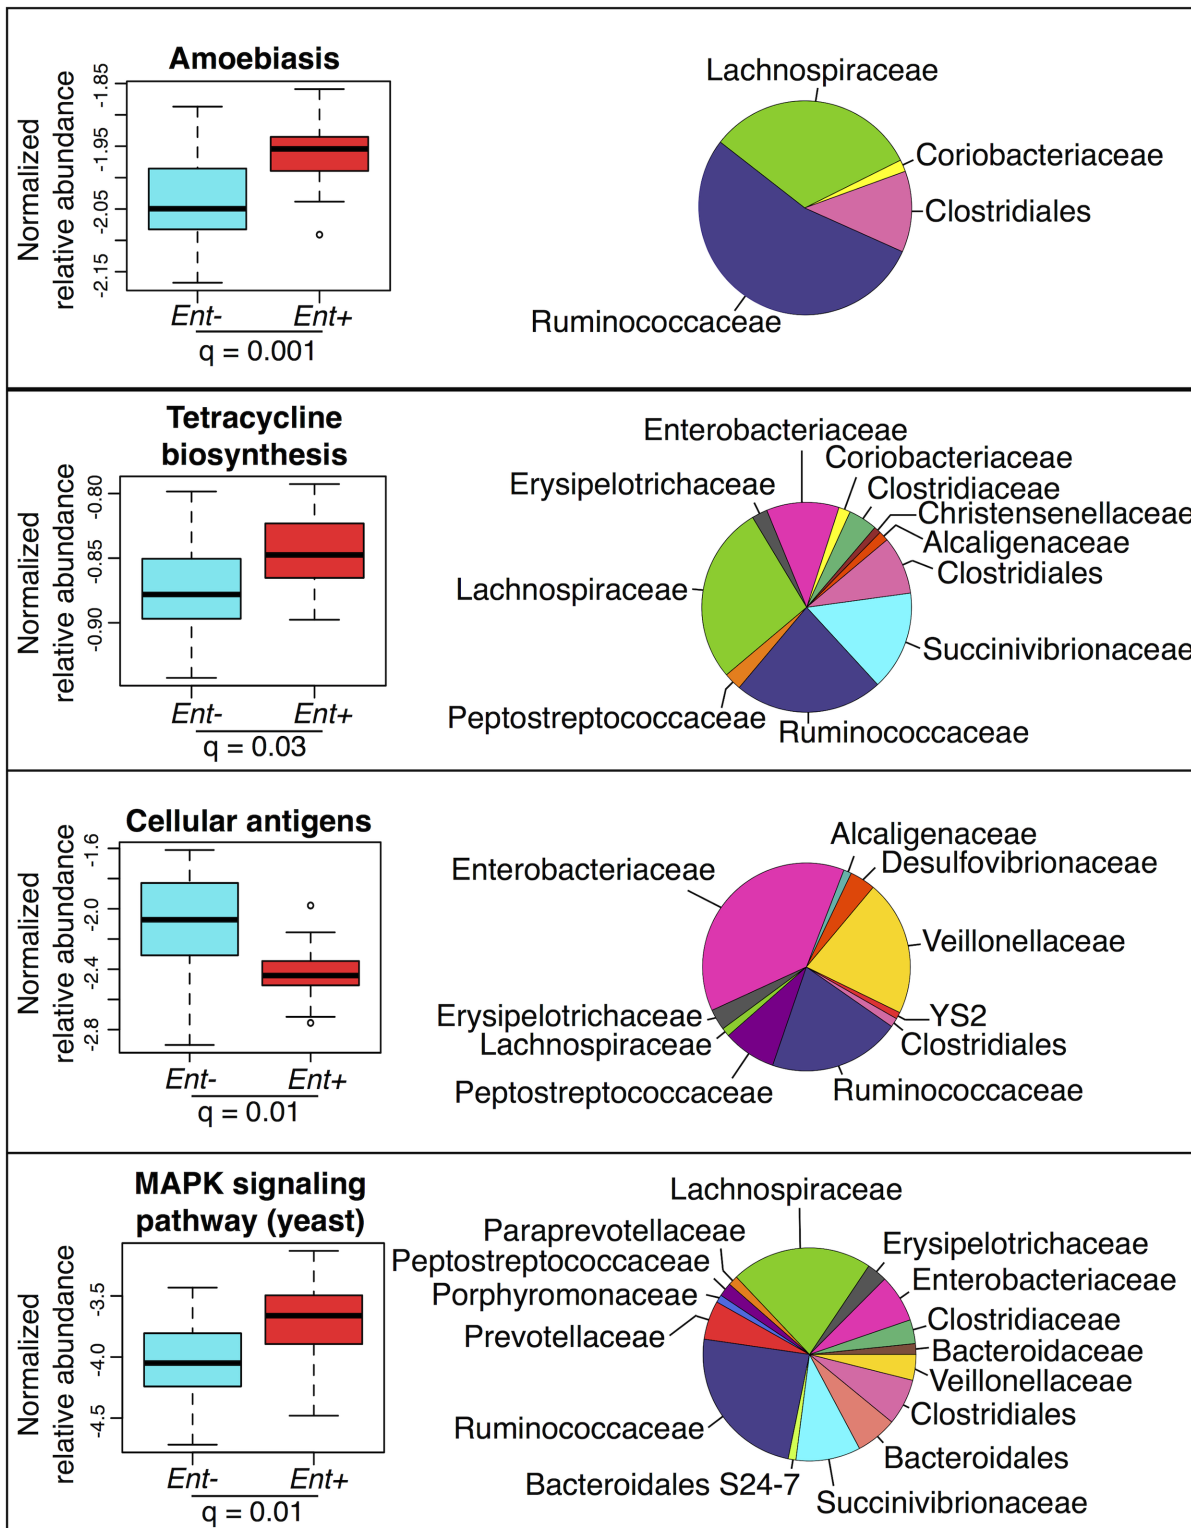 Amoebiasis
Normalized
relative abundance
-1.85
-1.95
-2.05
-2.15
Ent-
Ent+
q = 0.001
Lachnospiraceae
Coriobacteriaceae
Clostridiales
Ruminococcaceae
Tetracycline
biosynthesis
Normalized
relative abundance
-0.80
-0.85
-0.90
Ent-
Ent+
q = 0.03
Enterobacteriaceae
Coriobacteriaceae
Erysipelotrichaceae
Clostridiaceae
Christensenellaceae
Alcaligenaceae
Clostridiales
Lachnospiraceae
Succinivibrionaceae
Peptostreptococcaceae
Ruminococcaceae
Cellular antigens
Normalized
relative abundance
-1.6
-2.0
-2.4
-2.8
Ent-
Ent+
q = 0.01
Alcaligenaceae
Desulfovibrionaceae
Enterobacteriaceae
Veillonellaceae
Erysipelotrichaceae
YS2
Lachnospiraceae
Clostridiales
Peptostreptococcaceae
Ruminococcaceae
MAPK signaling
pathway (yeast)
Normalized
relative abundance
-3.5
-4.0
-4.5
Ent-
Ent+
q = 0.01
Lachnospiraceae
Paraprevotellaceae
Erysipelotrichaceae
Peptostreptococcaceae
Enterobacteriaceae
Porphyromonaceae
Clostridiaceae
Prevotellaceae
Bacteroidaceae
Veillonellaceae
Clostridiales
Ruminococcaceae
Bacteroidales
Bacteroidales S24-7
Succinivibrionaceae